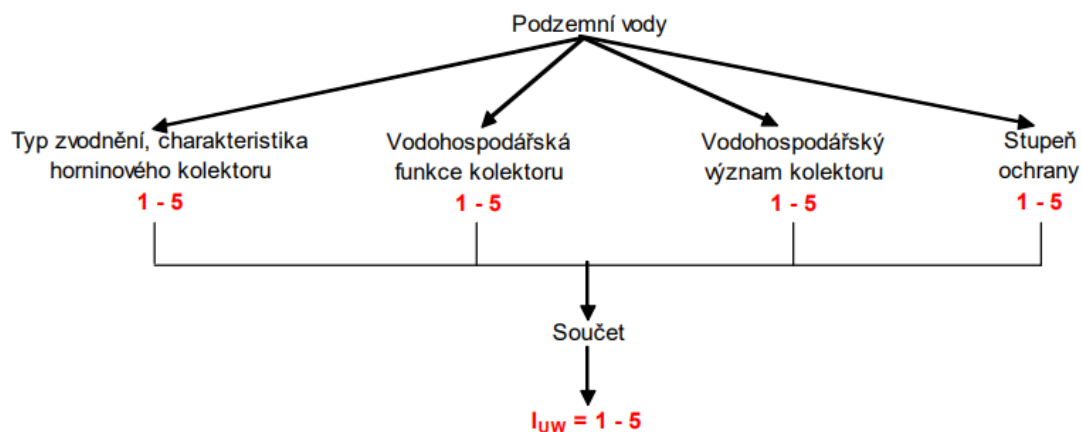 Podzemní vody
Typ zvodnění, charakteristika
horninového kolektoru
1 - 5
Vodohospodářská
funkce kolektoru
1 - 5
Vodohospodářský
význam kolektoru
1 - 5
Stupeň
ochrany
1 - 5
Součet
I_UW = 1 - 5